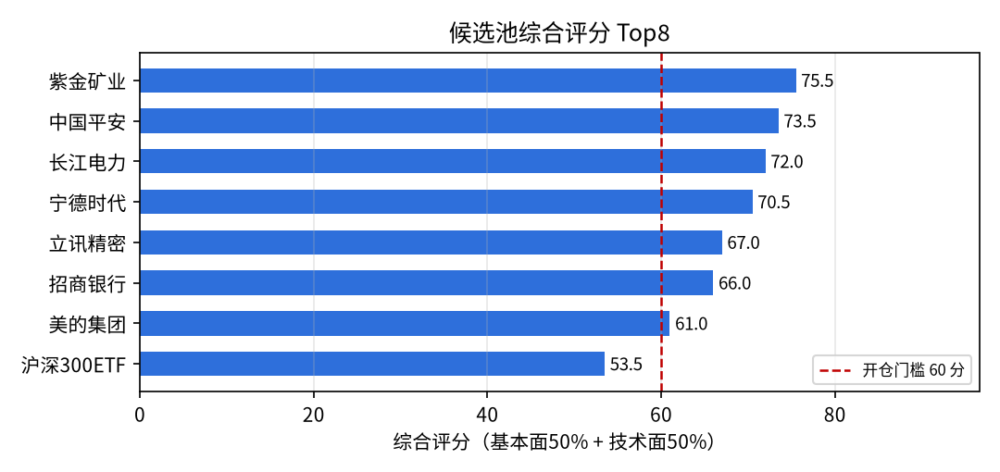 候选池综合评分 Top8
紫金矿业 75.5
中国平安 73.5
长江电力 72.0
宁德时代 70.5
立讯精密 67.0
招商银行 66.0
美的集团 61.0
沪深300ETF 53.5
开仓门槛 60 分
0 20 40 60 80
综合评分（基本面50% + 技术面50%）